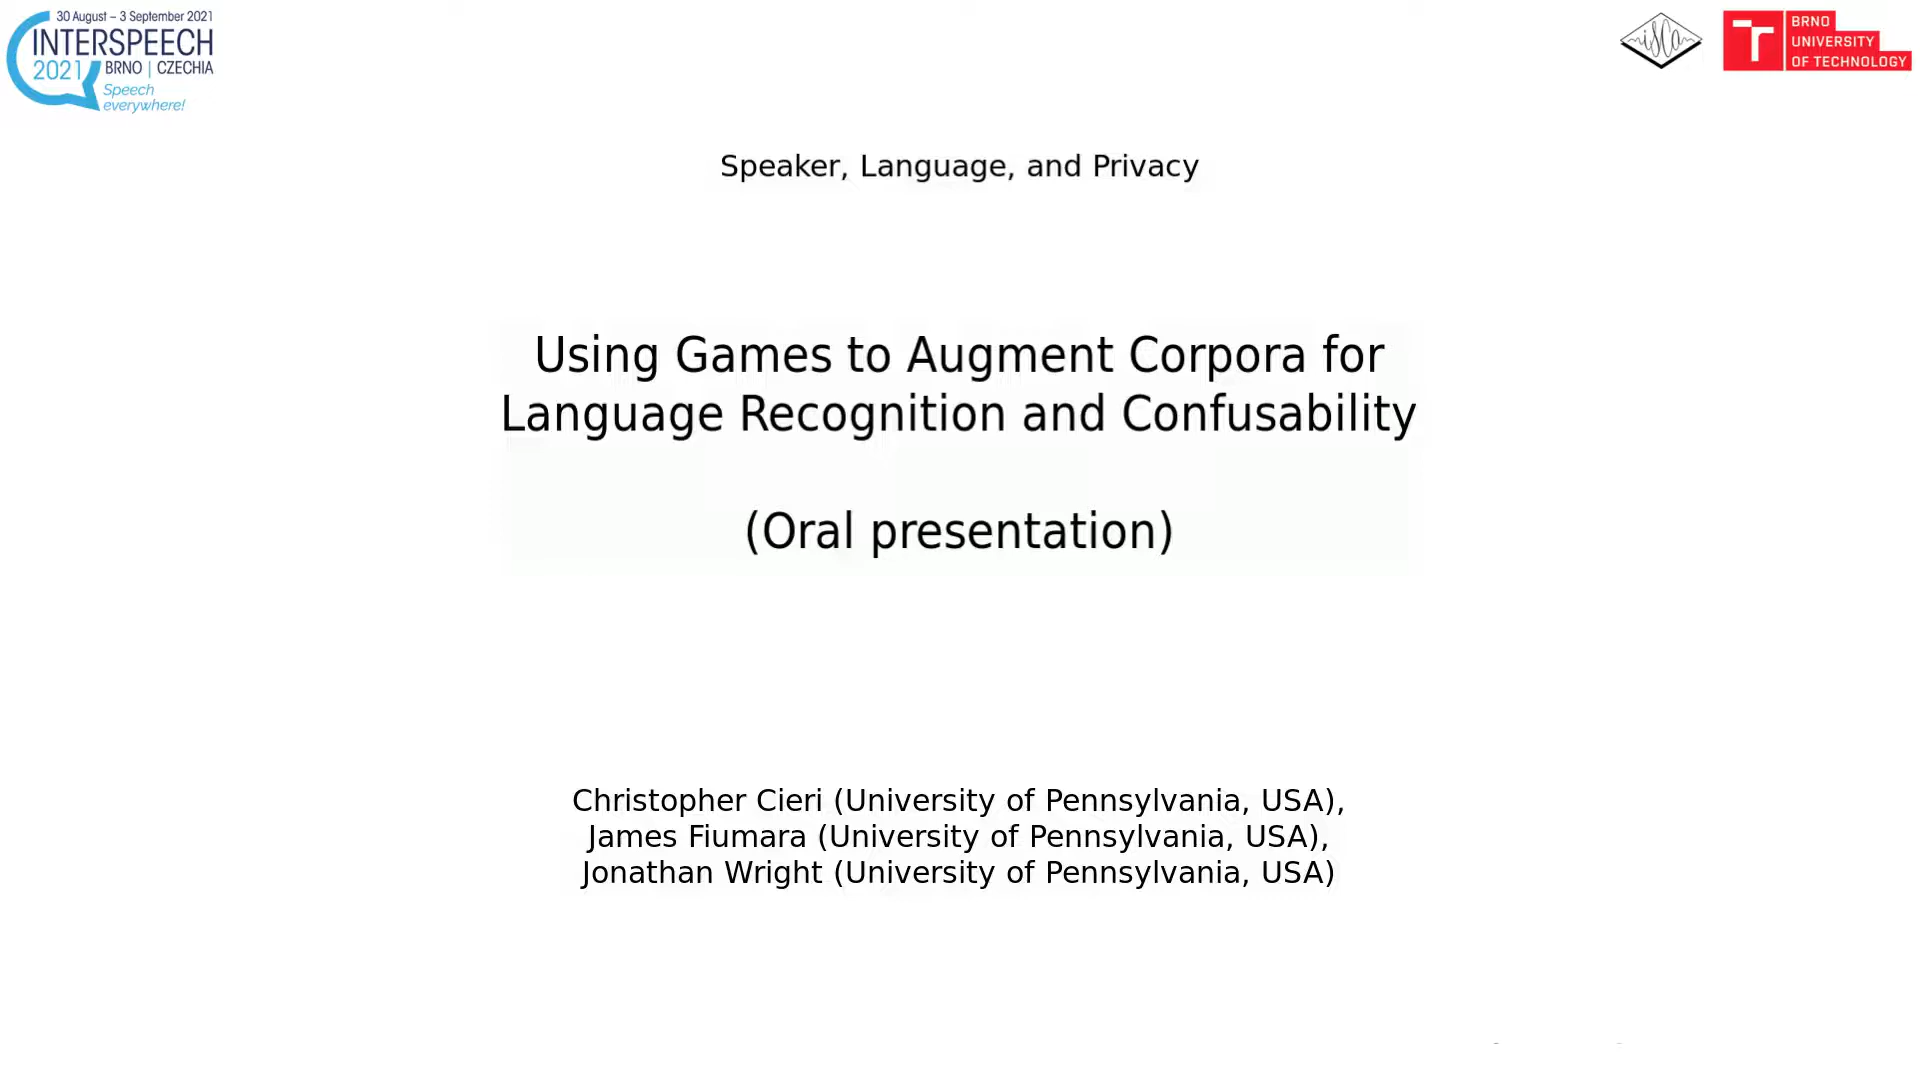 30 August – 3 September 2021
INTERSPEECH
2021
BRNO | CZECHIA
Speech
everywhere!
isca
BRNO
UNIVERSITY
OF TECHNOLOGY
Speaker, Language, and Privacy
Using Games to Augment Corpora for
Language Recognition and Confusability
(Oral presentation)
Christopher Cieri (University of Pennsylvania, USA),
James Fiumara (University of Pennsylvania, USA),
Jonathan Wright (University of Pennsylvania, USA)